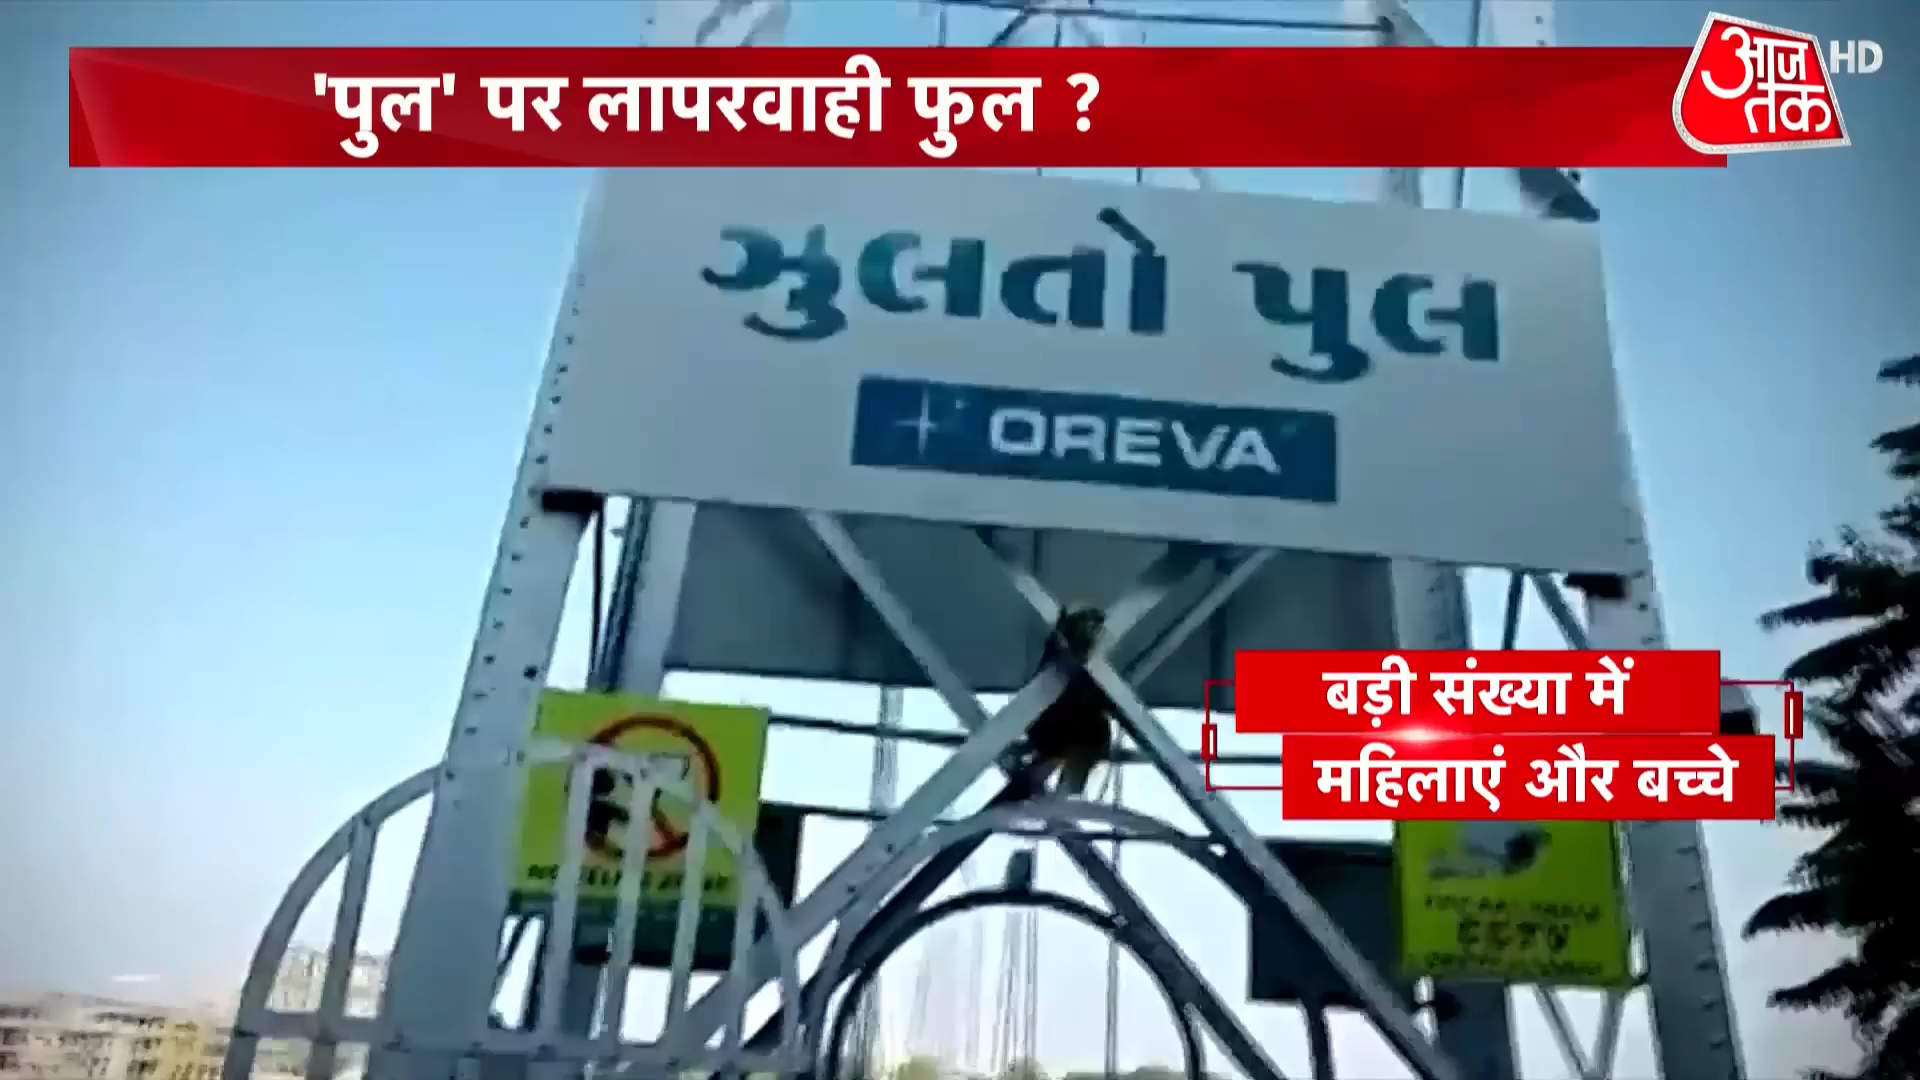 'पुल' पर लापरवाही फुल ?
आज
तक
HD
ઝુલતો પુલ
OREVA
बड़ी संख्या में
महिलाएं और बच्चे
CCTV